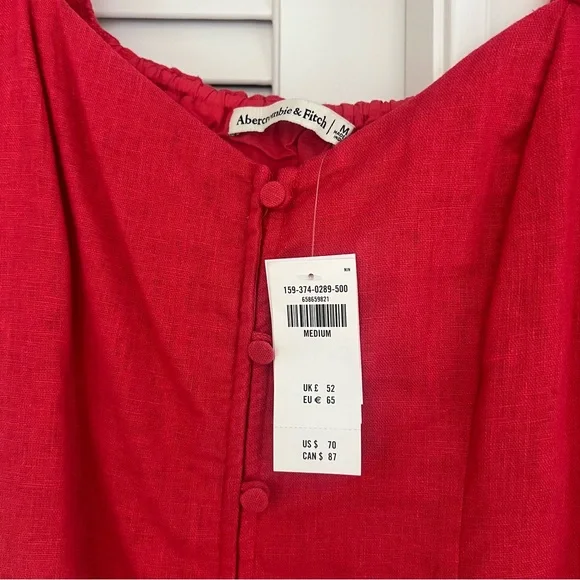 Abercrombie & Fitch | M
159-374-0289-500
658659821
MEDIUM
UK £ 52
EU € 65
US $ 70
CAN $ 87